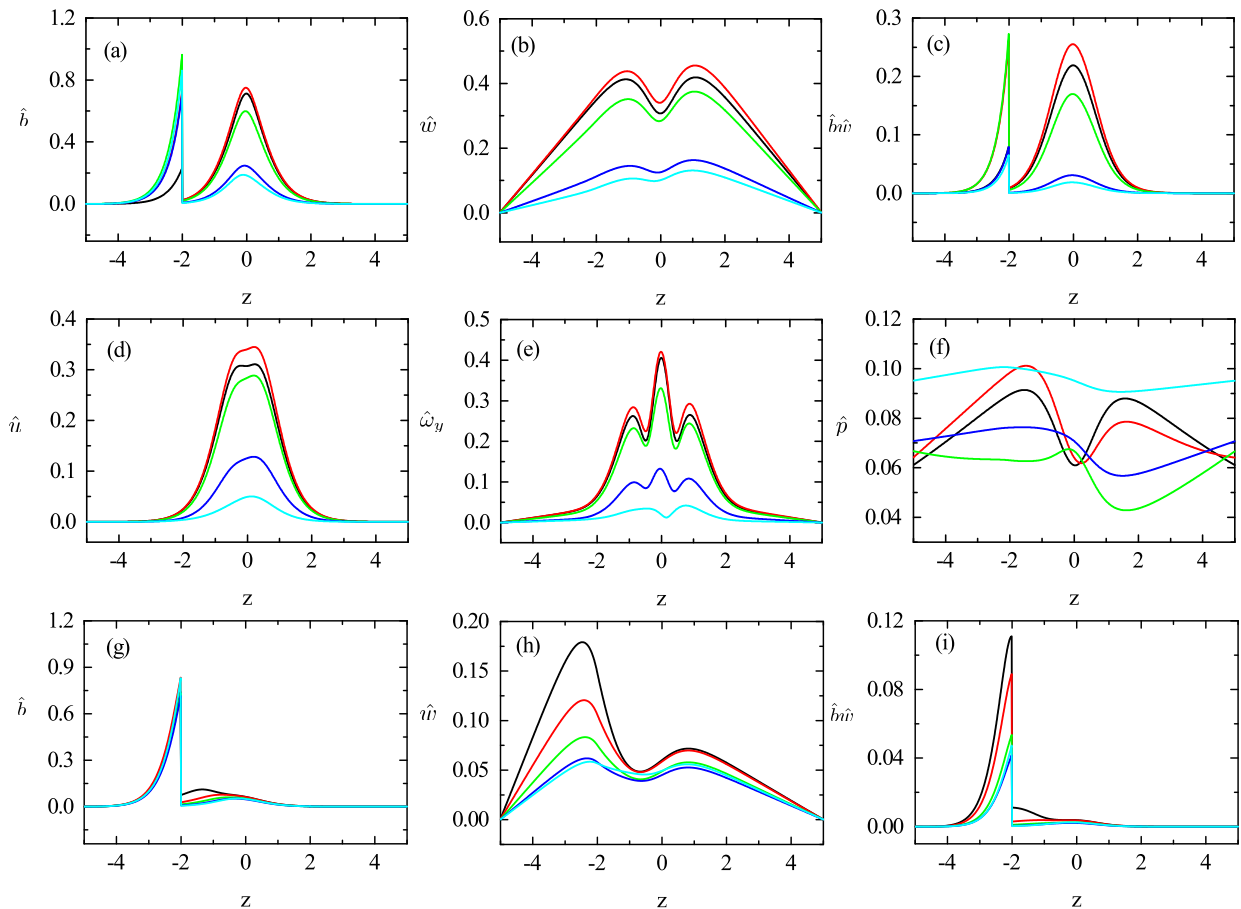 (a)
1.2
0.8
0.4
0.0
b̂
-4 -2 0 2 4
z
(b)
0.6
0.4
0.2
0.0
ŵ
-4 -2 0 2 4
z
(c)
0.3
0.2
0.1
0.0
b̂ŵ
-4 -2 0 2 4
z
(d)
0.4
0.3
0.2
0.1
0.0
û
-4 -2 0 2 4
z
(e)
0.5
0.4
0.3
0.2
0.1
0.0
ω̂y
-4 -2 0 2 4
z
(f)
0.12
0.10
0.08
0.06
0.04
p̂
-4 -2 0 2 4
z
(g)
1.2
0.9
0.6
0.3
0.0
b̂
-4 -2 0 2 4
z
(h)
0.20
0.15
0.10
0.05
0.00
ŵ
-4 -2 0 2 4
z
(i)
0.12
0.08
0.04
0.00
b̂ŵ
-4 -2 0 2 4
z